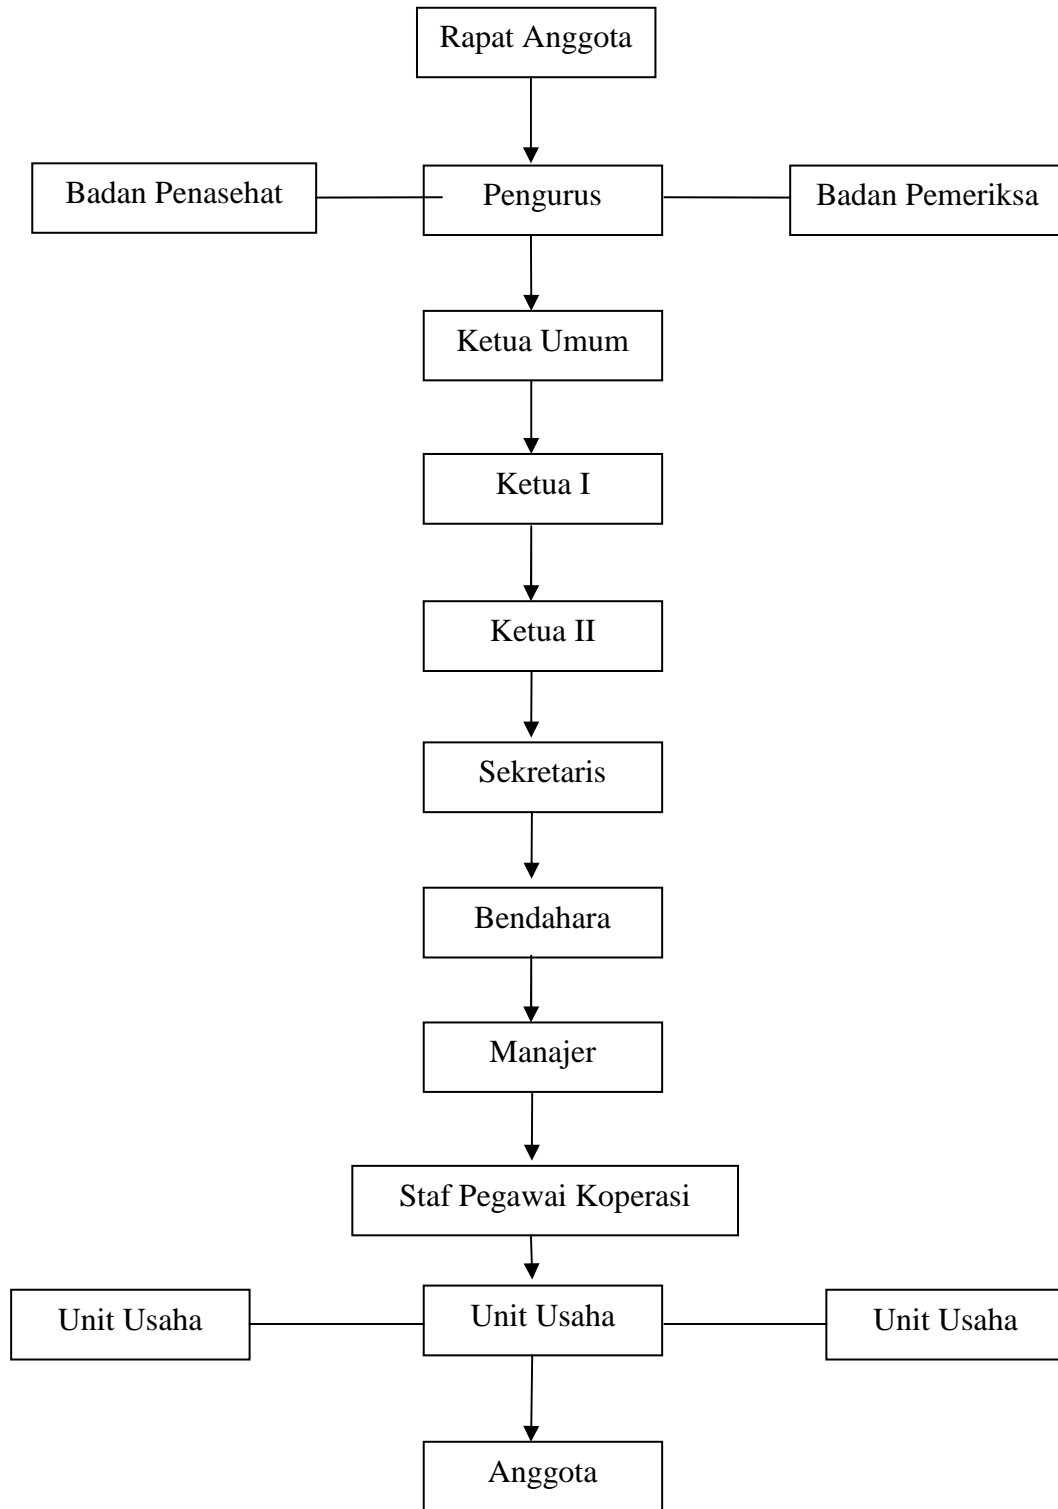 Rapat Anggota
Badan Penasehat
Pengurus
Badan Pemeriksa
Ketua Umum
Ketua I
Ketua II
Sekretaris
Bendahara
Manajer
Staf Pegawai Koperasi
Unit Usaha
Unit Usaha
Unit Usaha
Anggota